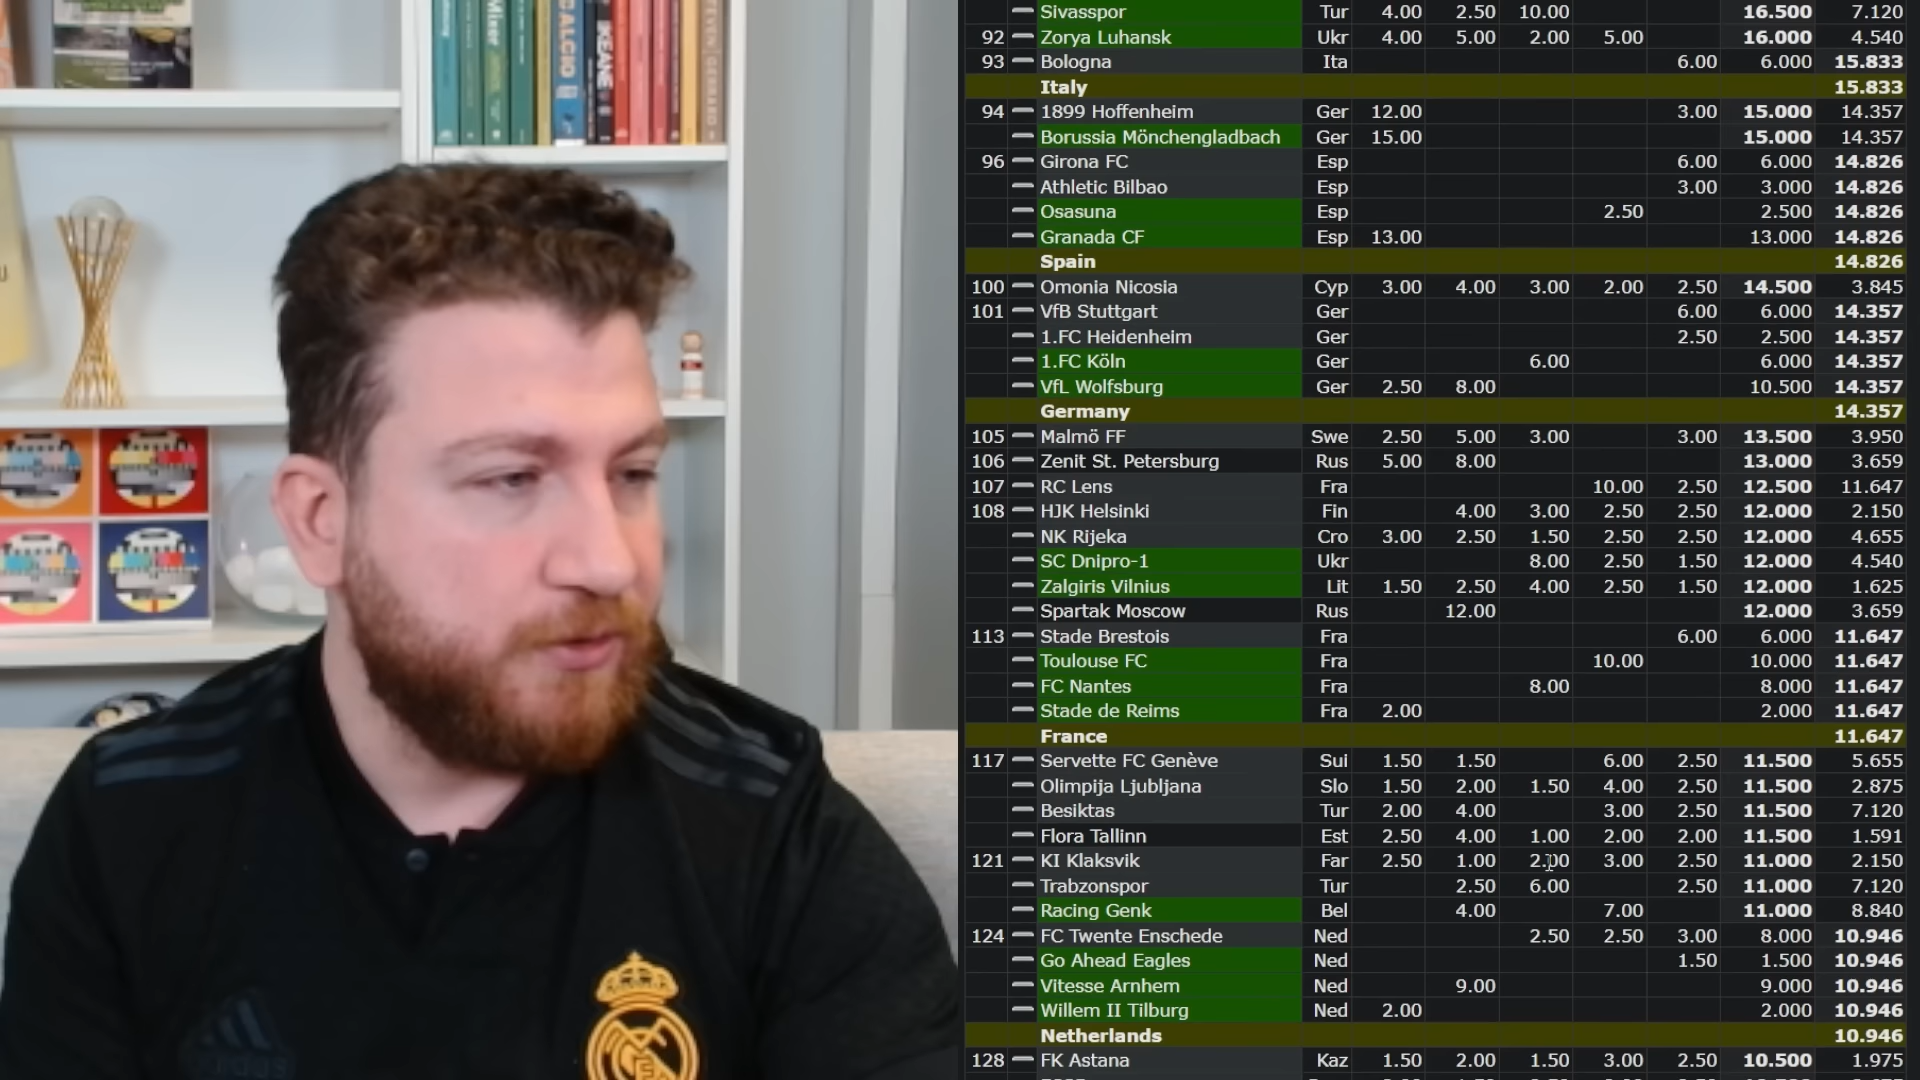 Mixer
DALCIO
KEANE
STEVEN GERRARD
Sivasspor Tur 4.00 2.50 10.00 16.500 7.120
92 Zorya Luhansk Ukr 4.00 5.00 2.00 5.00 16.000 4.540
93 Bologna Ita 6.00 6.000 15.833
Italy 15.833
94 1899 Hoffenheim Ger 12.00 3.00 15.000 14.357
Borussia Mönchengladbach Ger 15.00 15.000 14.357
96 Girona FC Esp 6.00 6.000 14.826
Athletic Bilbao Esp 3.00 3.000 14.826
Osasuna Esp 2.50 2.500 14.826
Granada CF Esp 13.00 13.000 14.826
Spain 14.826
100 Omonia Nicosia Cyp 3.00 4.00 3.00 2.00 2.50 14.500 3.845
101 VfB Stuttgart Ger 6.00 6.000 14.357
1.FC Heidenheim Ger 2.50 2.500 14.357
1.FC Köln Ger 6.00 6.000 14.357
VfL Wolfsburg Ger 2.50 8.00 10.500 14.357
Germany 14.357
105 Malmö FF Swe 2.50 5.00 3.00 3.00 13.500 3.950
106 Zenit St. Petersburg Rus 5.00 8.00 13.000 3.659
107 RC Lens Fra 10.00 2.50 12.500 11.647
108 HJK Helsinki Fin 4.00 3.00 2.50 2.50 12.000 2.150
NK Rijeka Cro 3.00 2.50 1.50 2.50 2.50 12.000 4.655
SC Dnipro-1 Ukr 8.00 2.50 1.50 12.000 4.540
Zalgiris Vilnius Lit 1.50 2.50 4.00 2.50 1.50 12.000 1.625
Spartak Moscow Rus 12.00 12.000 3.659
113 Stade Brestois Fra 6.00 6.000 11.647
Toulouse FC Fra 10.00 10.000 11.647
FC Nantes Fra 8.00 8.000 11.647
Stade de Reims Fra 2.00 2.000 11.647
France 11.647
117 Servette FC Genève Sui 1.50 1.50 6.00 2.50 11.500 5.655
Olimpija Ljubljana Slo 1.50 2.00 1.50 4.00 2.50 11.500 2.875
Besiktas Tur 2.00 4.00 3.00 2.50 11.500 7.120
Flora Tallinn Est 2.50 4.00 1.00 2.00 2.00 11.500 1.591
121 KI Klaksvik Far 2.50 1.00 2.00 3.00 2.50 11.000 2.150
Trabzonspor Tur 2.50 6.00 2.50 11.000 7.120
Racing Genk Bel 4.00 7.00 11.000 8.840
124 FC Twente Enschede Ned 2.50 2.50 3.00 8.000 10.946
Go Ahead Eagles Ned 1.50 1.500 10.946
Vitesse Arnhem Ned 9.00 9.000 10.946
Willem II Tilburg Ned 2.00 2.000 10.946
Netherlands 10.946
128 FK Astana Kaz 1.50 2.00 1.50 3.00 2.50 10.500 1.975
adidas